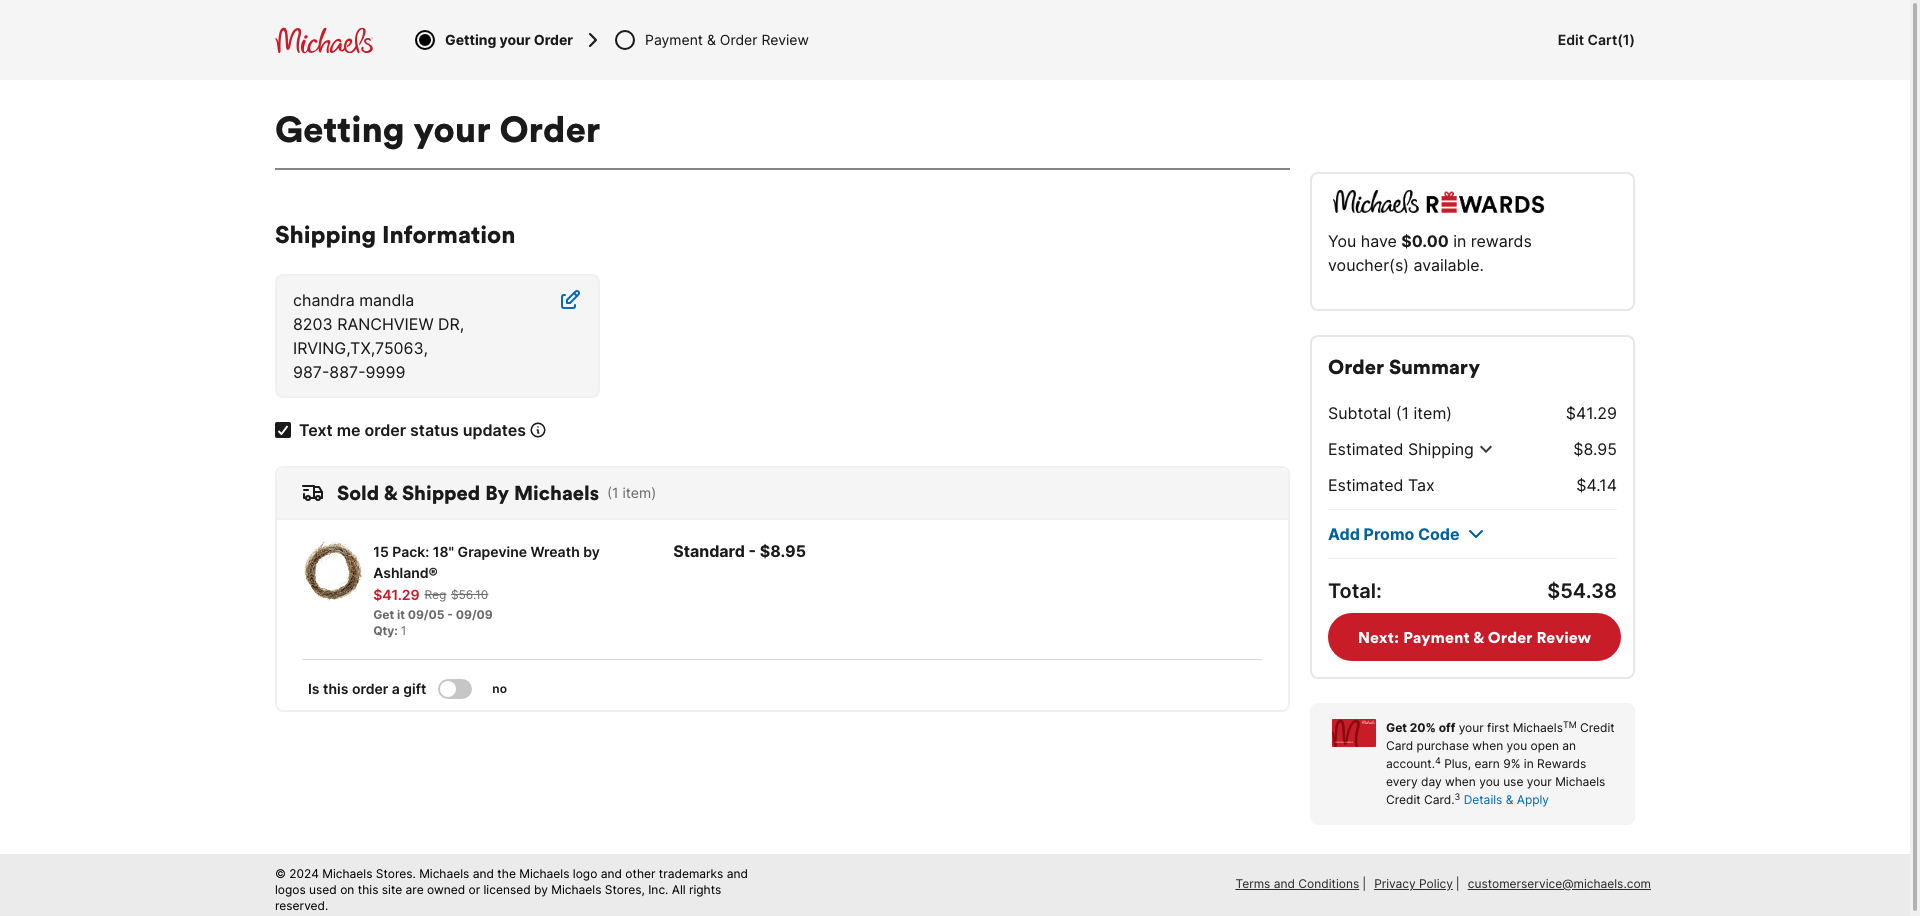 Michaels
Getting your Order
Payment & Order Review
Edit Cart(1)
Getting your Order
Shipping Information
chandra mandla
8203 RANCHVIEW DR,
IRVING,TX,75063,
987-887-9999
Text me order status updates
Sold & Shipped By Michaels (1 item)
15 Pack: 18" Grapevine Wreath by
Ashland®
$41.29 Reg $56.10
Get it 09/05 - 09/09
Qty: 1
Standard - $8.95
Is this order a gift no
Michaels REWARDS
You have $0.00 in rewards
voucher(s) available.
Order Summary
Subtotal (1 item) $41.29
Estimated Shipping $8.95
Estimated Tax $4.14
Add Promo Code
Total: $54.38
Next: Payment & Order Review
Get 20% off your first Michaels™ Credit
Card purchase when you open an
account.⁴ Plus, earn 9% in Rewards
every day when you use your Michaels
Credit Card.³ Details & Apply
© 2024 Michaels Stores. Michaels and the Michaels logo and other trademarks and
logos used on this site are owned or licensed by Michaels Stores, Inc. All rights
reserved.
Terms and Conditions | Privacy Policy | customerservice@michaels.com